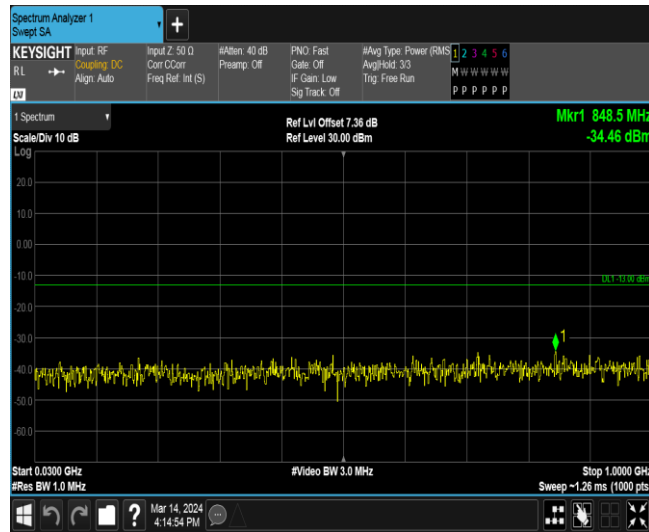 Spectrum Analyzer 1
Swept SA
+
KEYSIGHT
RL
LXI
Input: RF
Coupling: DC
Align: Auto
Input Z: 50 Ω
Corr CCorr
Freq Ref: Int (S)
#Atten: 40 dB
Preamp: Off
PNO: Fast
Gate: Off
IF Gain: Low
Sig Track: Off
#Avg Type: Power (RMS
Avg|Hold: 3/3
Trig: Free Run
1 2 3 4 5 6
M W W W W W
P P P P P P
1 Spectrum
Scale/Div 10 dB
Log
Ref Lvl Offset 7.36 dB
Ref Level 30.00 dBm
Mkr1 848.5 MHz
-34.46 dBm
20.0
10.0
0.00
-10.0
DL1 -13.00 dBm
-20.0
-30.0
1
-40.0
-50.0
-60.0
Start 0.0300 GHz
#Res BW 1.0 MHz
#Video BW 3.0 MHz
Stop 1.0000 GHz
Sweep ~1.26 ms (1000 pts)
?
Mar 14, 2024
4:14:54 PM